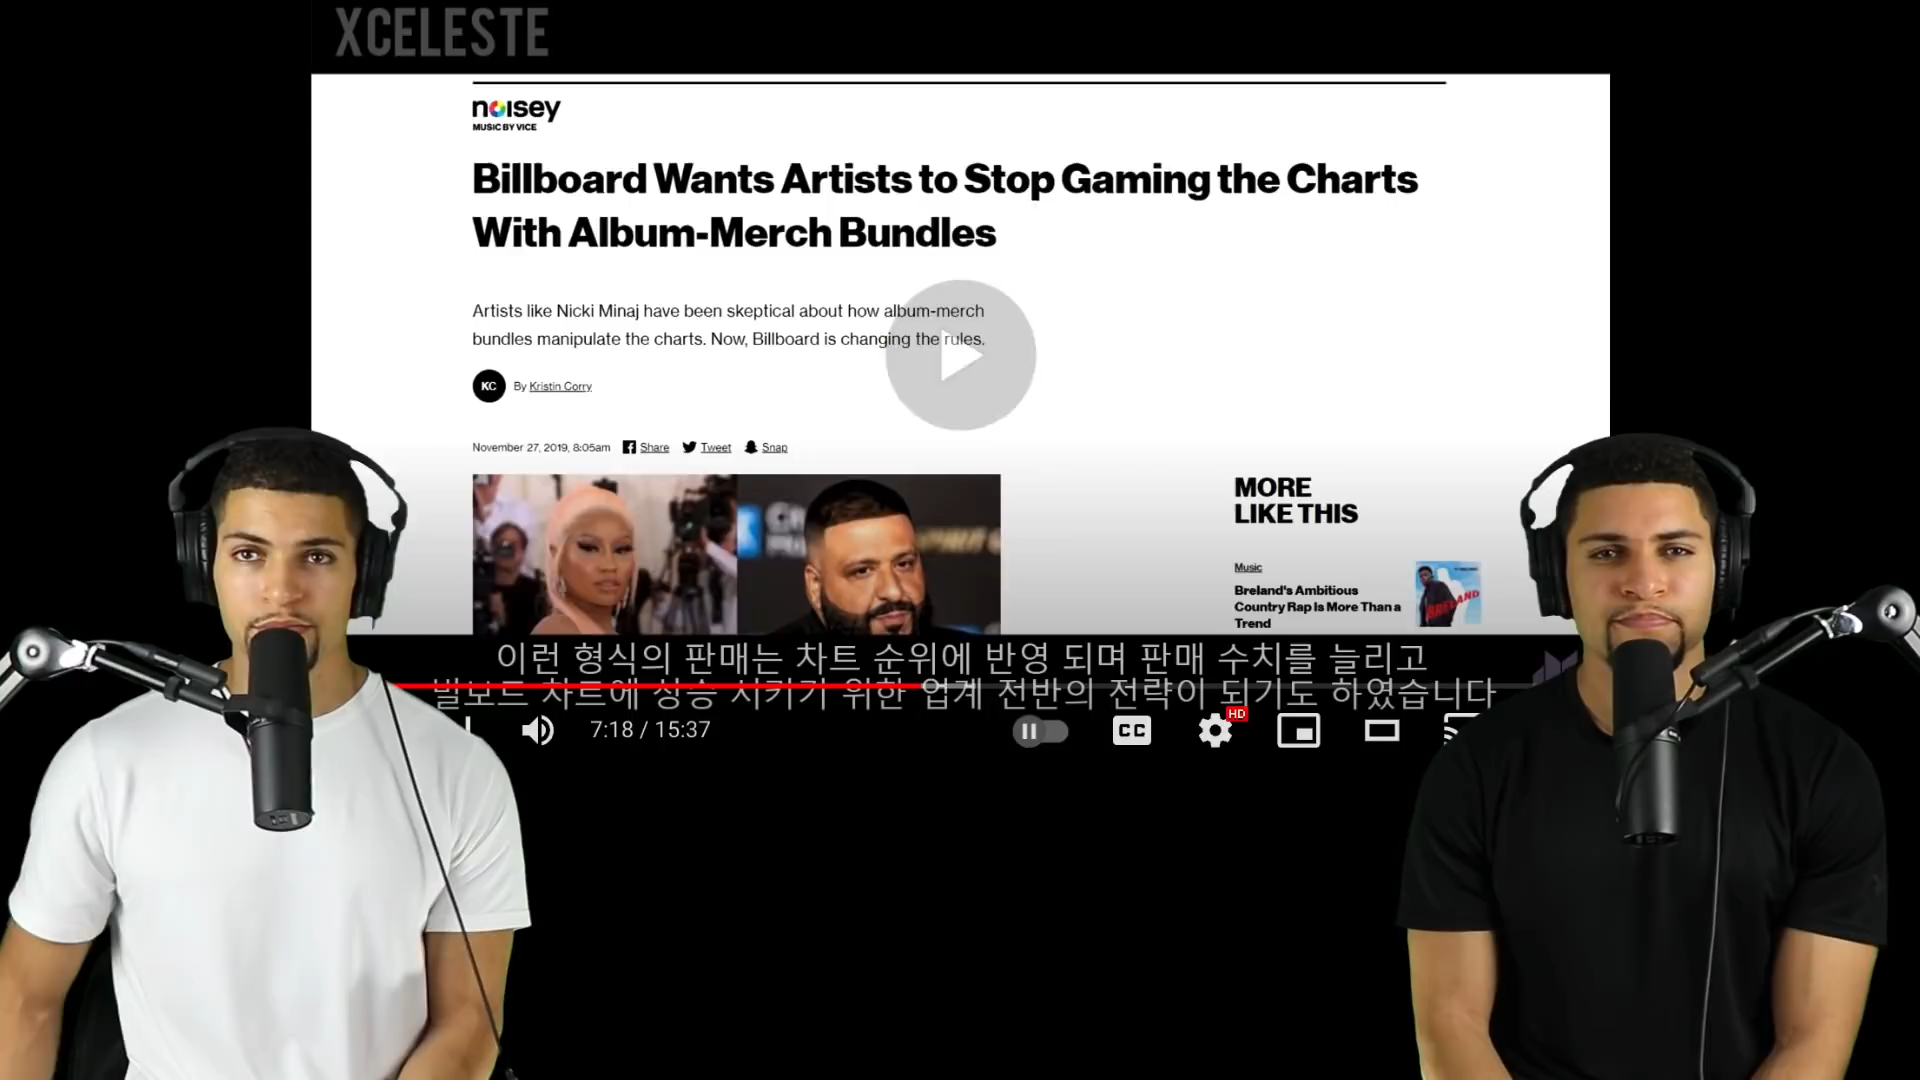 XCELESTE
noisey
MUSIC BY VICE
Billboard Wants Artists to Stop Gaming the Charts
With Album-Merch Bundles
Artists like Nicki Minaj have been skeptical about how album-merch
bundles manipulate the charts. Now, Billboard is changing the rules.
KC By Kristin Corry
November 27, 2019, 8:05am Share Tweet Snap
MORE
LIKE THIS
Music
Breland's Ambitious
Country Rap Is More Than a
Trend
BRELAND
이런 형식의 판매는 차트 순위에 반영 되며 판매 수치를 늘리고
빌보드 차트에 상승 시키기 위한 업계 전반의 전략이 되기도 하였습니다
7:18 / 15:37
CC
HD